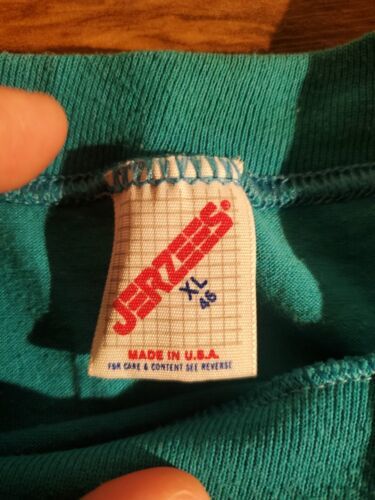 JERZEES®
XL
46
MADE IN U.S.A.
FOR CARE & CONTENT SEE REVERSE